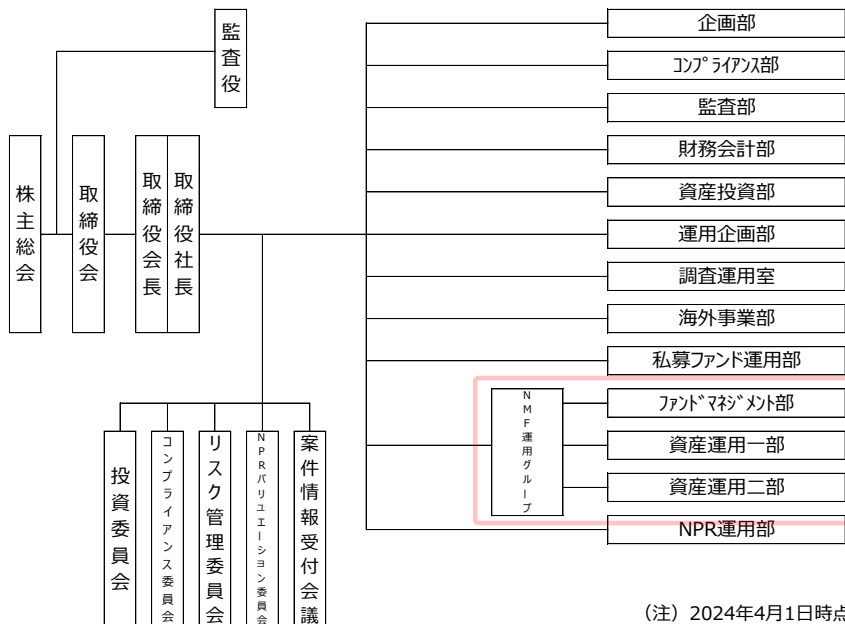 監査役
株主総会
取締役会
取締役会長
取締役社長
企画部
コンプライアンス部
監査部
財務会計部
資産投資部
運用企画部
調査運用室
海外事業部
私募ファンド運用部
NMF運用グループ
ファンドマネジメント部
資産運用一部
資産運用二部
NPR運用部
投資委員会
コンプライアンス委員会
リスク管理委員会
NPRバリュエーション委員会
案件情報受付会議
（注）2024年4月1日時点